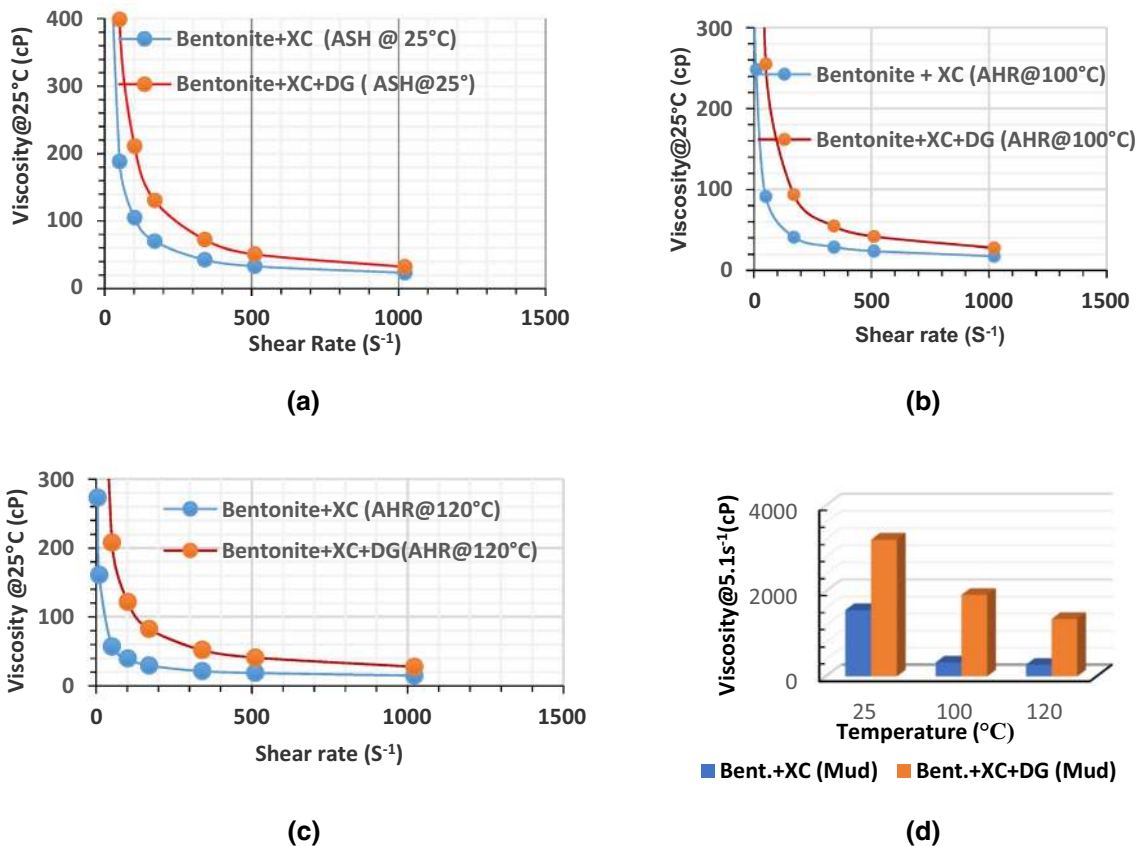 400
300
200
100
0
Viscosity@25°C (cP)
Bentonite+XC (ASH @ 25°C)
Bentonite+XC+DG ( ASH@25°)
0 500 1000 1500
Shear Rate (S-1)
(a)
300
200
100
0
Viscosity@25°C (cp)
Bentonite + XC (AHR@100°C)
Bentonite+XC+DG (AHR@100°C)
0 500 1000 1500
Shear rate (S-1)
(b)
300
200
100
0
Viscosity @25°C (cP)
Bentonite+XC (AHR@120°C)
Bentonite+XC+DG(AHR@120°C)
0 500 1000 1500
Shear rate (S-1)
(c)
4000
2000
0
Viscosity@5.1s-1(cP)
25 100 120
Temperature (°C)
Bent.+XC (Mud) Bent.+XC+DG (Mud)
(d)